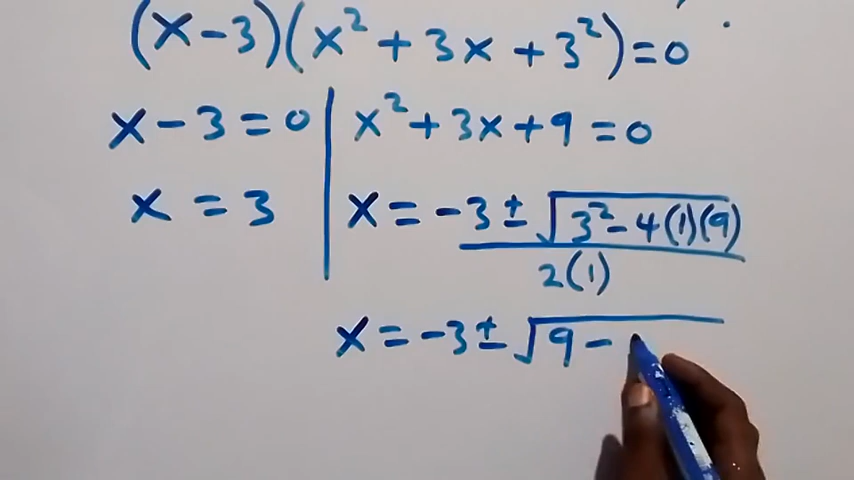 (x-3)(x²+3x+3²)=0
x-3=0 | x²+3x+9=0
x=3 | x=-3±√3²-4(1)(9)
2(1)
x=-3±√9-